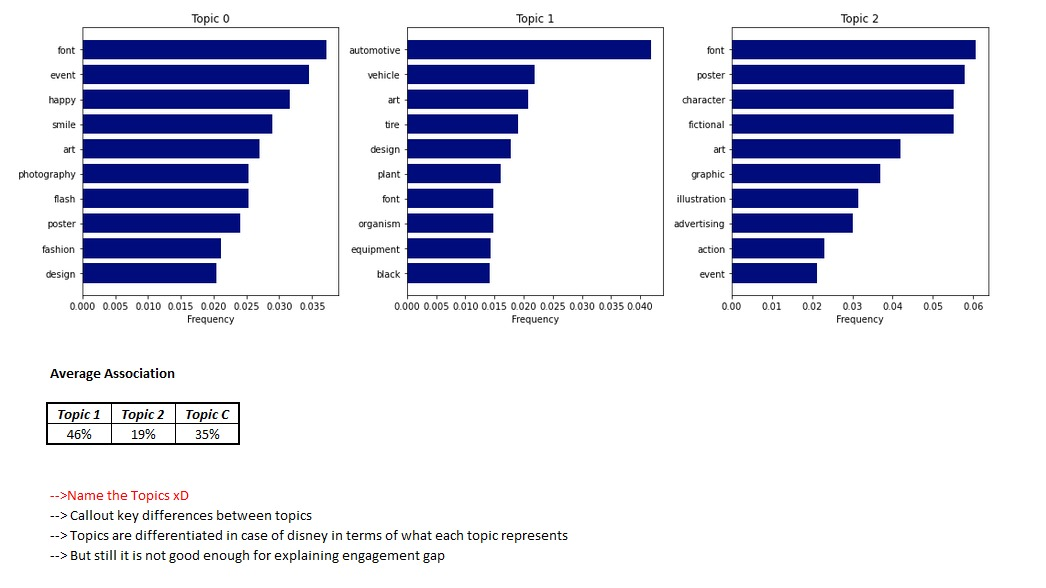 Topic 0
font
event
happy
smile
art
photography
flash
poster
fashion
design
0.000 0.005 0.010 0.015 0.020 0.025 0.030 0.035
Frequency
Topic 1
automotive
vehicle
art
tire
design
plant
font
organism
equipment
black
0.000 0.005 0.010 0.015 0.020 0.025 0.030 0.035 0.040
Frequency
Topic 2
font
poster
character
fictional
art
graphic
illustration
advertising
action
event
0.00 0.01 0.02 0.03 0.04 0.05 0.06
Frequency
Average Association
Topic 1 Topic 2 Topic C
46% 19% 35%
-->Name the Topics xD
--> Callout key differences between topics
--> Topics are differentiated in case of disney in terms of what each topic represents
--> But still it is not good enough for explaining engagement gap